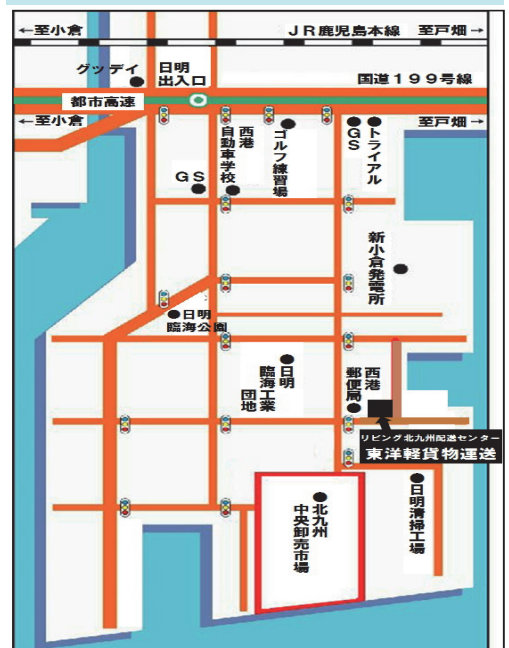 ←至小倉
JR鹿児島本線
至戸畑→
グッデイ
日明
出入口
国道199号線
都市高速
←至小倉
至戸畑→
西港
自動車学校
ゴルフ練習場
GS
トライアル
GS
新小倉発電所
日明
臨海公園
日明
臨海工業
団地
西港
郵便局
リビング北九州配送センター
東洋軽貨物運送
北九州
中央卸売市場
日明清掃工場